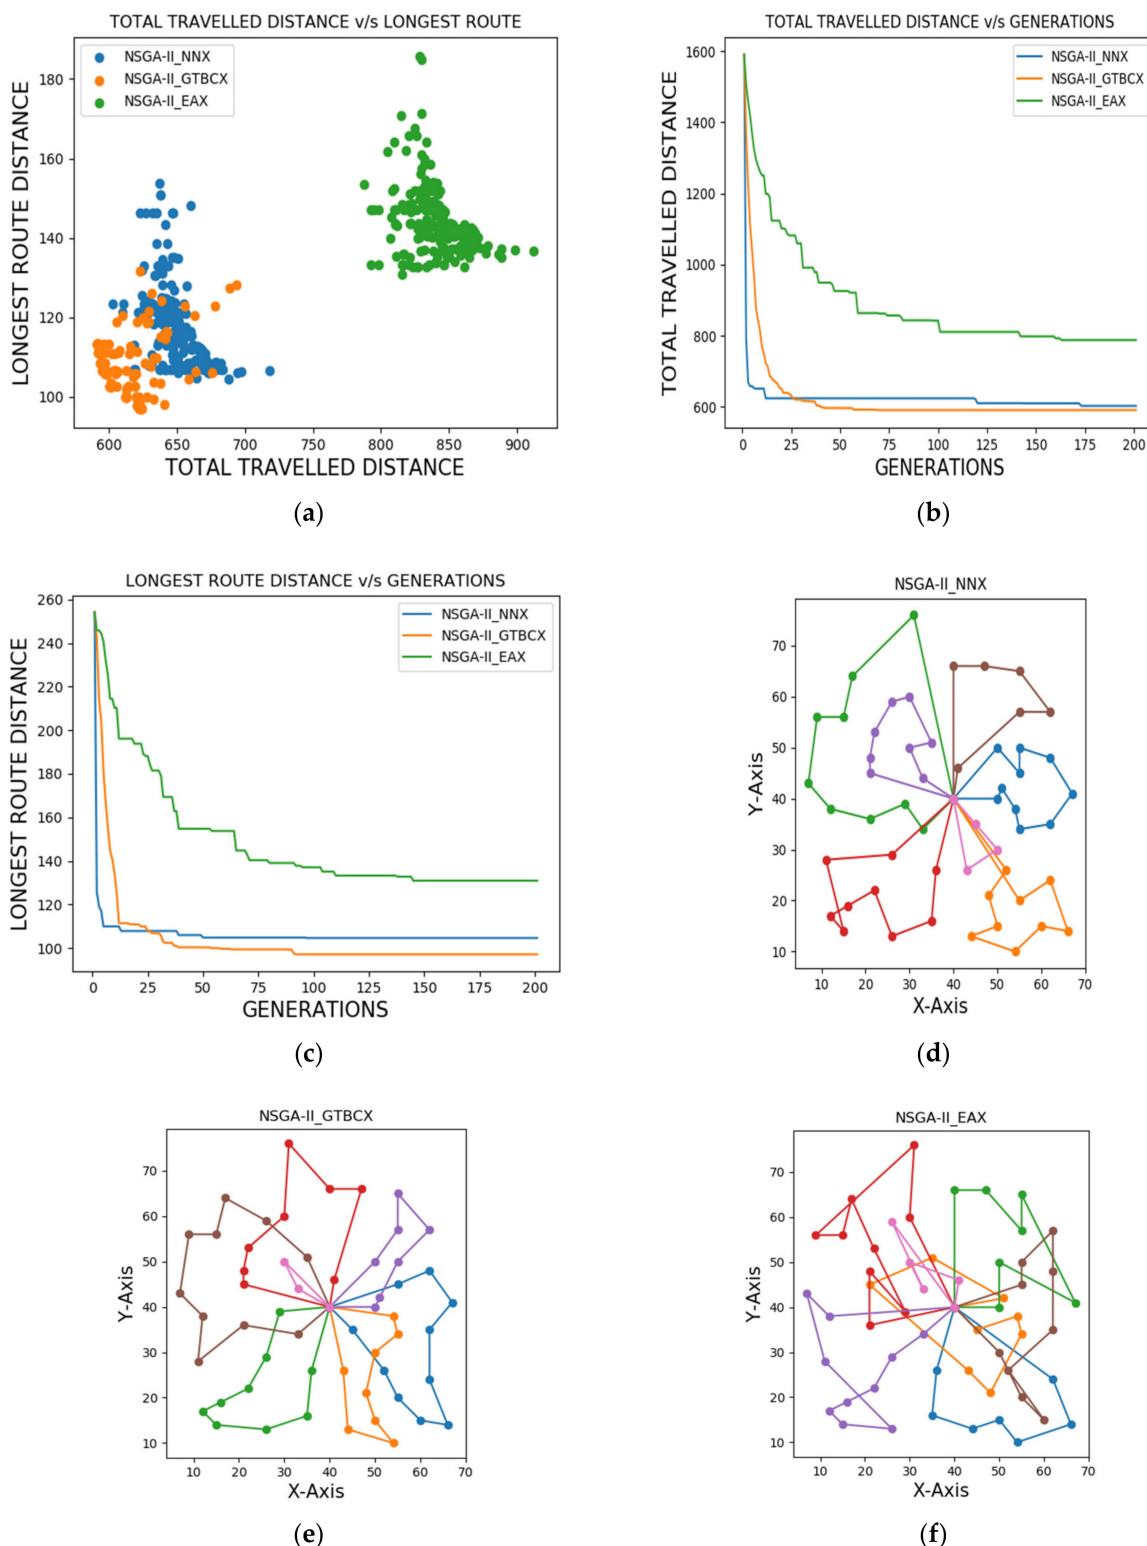 TOTAL TRAVELLED DISTANCE v/s LONGEST ROUTE
LONGEST ROUTE DISTANCE
180
160
140
120
100
NSGA-II_NNX
NSGA-II_GTBCX
NSGA-II_EAX
600 650 700 750 800 850 900
TOTAL TRAVELLED DISTANCE
(a)
TOTAL TRAVELLED DISTANCE v/s GENERATIONS
TOTAL TRAVELLED DISTANCE
1600
1400
1200
1000
800
600
NSGA-II_NNX
NSGA-II_GTBCX
NSGA-II_EAX
0 25 50 75 100 125 150 175 200
GENERATIONS
(b)
LONGEST ROUTE DISTANCE v/s GENERATIONS
LONGEST ROUTE DISTANCE
260
240
220
200
180
160
140
120
100
NSGA-II_NNX
NSGA-II_GTBCX
NSGA-II_EAX
0 25 50 75 100 125 150 175 200
GENERATIONS
(c)
NSGA-II_NNX
Y-Axis
70
60
50
40
30
20
10
10 20 30 40 50 60 70
X-Axis
(d)
NSGA-II_GTBCX
Y-Axis
70
60
50
40
30
20
10
10 20 30 40 50 60 70
X-Axis
(e)
NSGA-II_EAX
Y-Axis
70
60
50
40
30
20
10
10 20 30 40 50 60 70
X-Axis
(f)